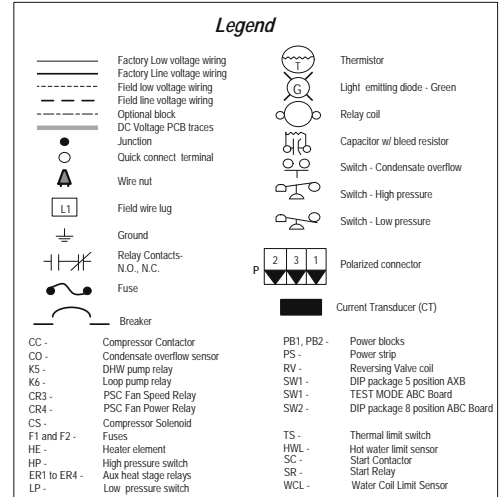 Legend
Factory Low voltage wiring
Factory Line voltage wiring
Field low voltage wiring
Field line voltage wiring
Optional block
DC Voltage PCB traces
Junction
Quick connect terminal
Wire nut
L1 Field wire lug
Ground
Relay Contacts-
N.O., N.C.
Fuse
Breaker
T Thermistor
G Light emitting diode - Green
Relay coil
Capacitor w/ bleed resistor
Switch - Condensate overflow
Switch - High pressure
Switch - Low pressure
P 2 3 1 Polarized connector
Current Transducer (CT)
CC - Compressor Contactor
CO - Condensate overflow sensor
K5 - DHW pump relay
K6 - Loop pump relay
CR3 - PSC Fan Speed Relay
CR4 - PSC Fan Power Relay
CS - Compressor Solenoid
F1 and F2 - Fuses
HE - Heater element
HP - High pressure switch
ER1 to ER4 - Aux heat stage relays
LP - Low pressure switch
PB1, PB2 - Power blocks
PS - Power strip
RV - Reversing Valve coil
SW1 - DIP package 5 position AXB
SW1 - TEST MODE ABC Board
SW2 - DIP package 8 position ABC Board
TS - Thermal limit switch
HWL - Hot water limit sensor
SC - Start Contactor
SR - Start Relay
WCL - Water Coil Limit Sensor